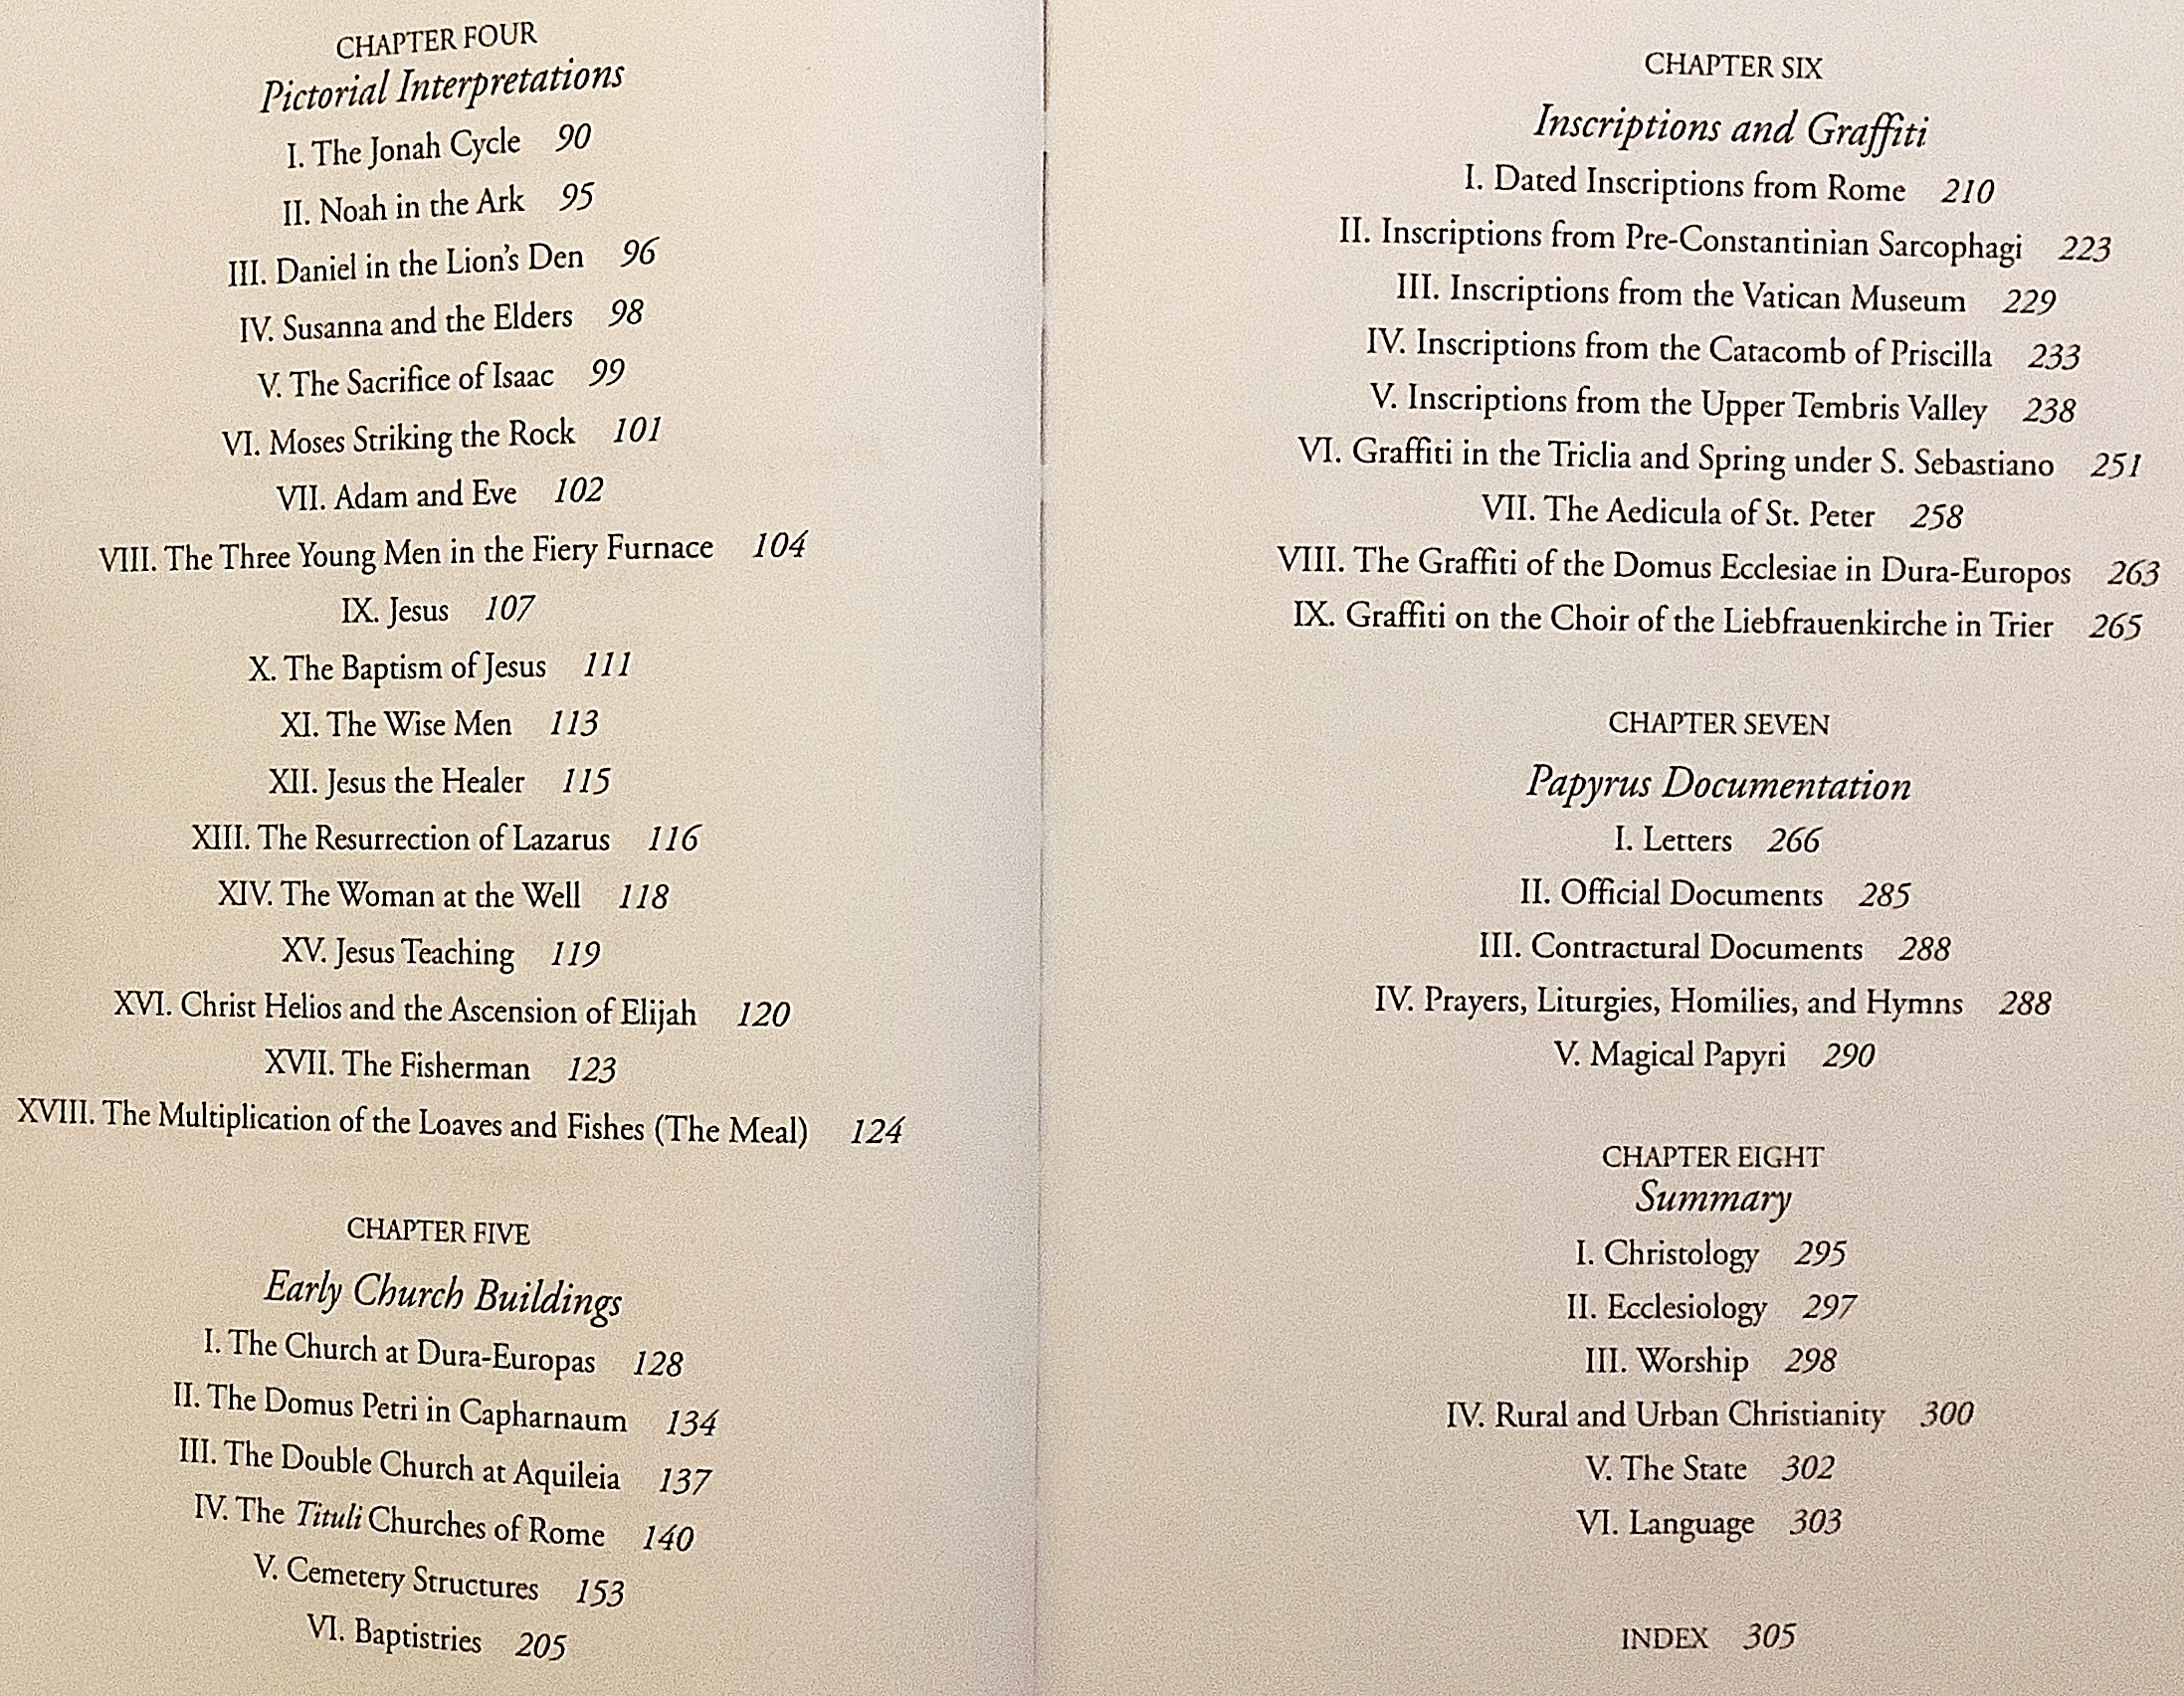 CHAPTER FOUR
Pictorial Interpretations
I. The Jonah Cycle 90
II. Noah in the Ark 95
III. Daniel in the Lion's Den 96
IV. Susanna and the Elders 98
V. The Sacrifice of Isaac 99
VI. Moses Striking the Rock 101
VII. Adam and Eve 102
VIII. The Three Young Men in the Fiery Furnace 104
IX. Jesus 107
X. The Baptism of Jesus 111
XI. The Wise Men 113
XII. Jesus the Healer 115
XIII. The Resurrection of Lazarus 116
XIV. The Woman at the Well 118
XV. Jesus Teaching 119
XVI. Christ Helios and the Ascension of Elijah 120
XVII. The Fisherman 123
XVIII. The Multiplication of the Loaves and Fishes (The Meal) 124
CHAPTER FIVE
Early Church Buildings
I. The Church at Dura-Europas 128
II. The Domus Petri in Capharnaum 134
III. The Double Church at Aquileia 137
IV. The Tituli Churches of Rome 140
V. Cemetery Structures 153
VI. Baptistries 205
CHAPTER SIX
Inscriptions and Graffiti
I. Dated Inscriptions from Rome 210
II. Inscriptions from Pre-Constantinian Sarcophagi 223
III. Inscriptions from the Vatican Museum 229
IV. Inscriptions from the Catacomb of Priscilla 233
V. Inscriptions from the Upper Tembris Valley 238
VI. Graffiti in the Triclia and Spring under S. Sebastiano 251
VII. The Aedicula of St. Peter 258
VIII. The Graffiti of the Domus Ecclesiae in Dura-Europos 263
IX. Graffiti on the Choir of the Liebfrauenkirche in Trier 265
CHAPTER SEVEN
Papyrus Documentation
I. Letters 266
II. Official Documents 285
III. Contractural Documents 288
IV. Prayers, Liturgies, Homilies, and Hymns 288
V. Magical Papyri 290
CHAPTER EIGHT
Summary
I. Christology 295
II. Ecclesiology 297
III. Worship 298
IV. Rural and Urban Christianity 300
V. The State 302
VI. Language 303
INDEX 305